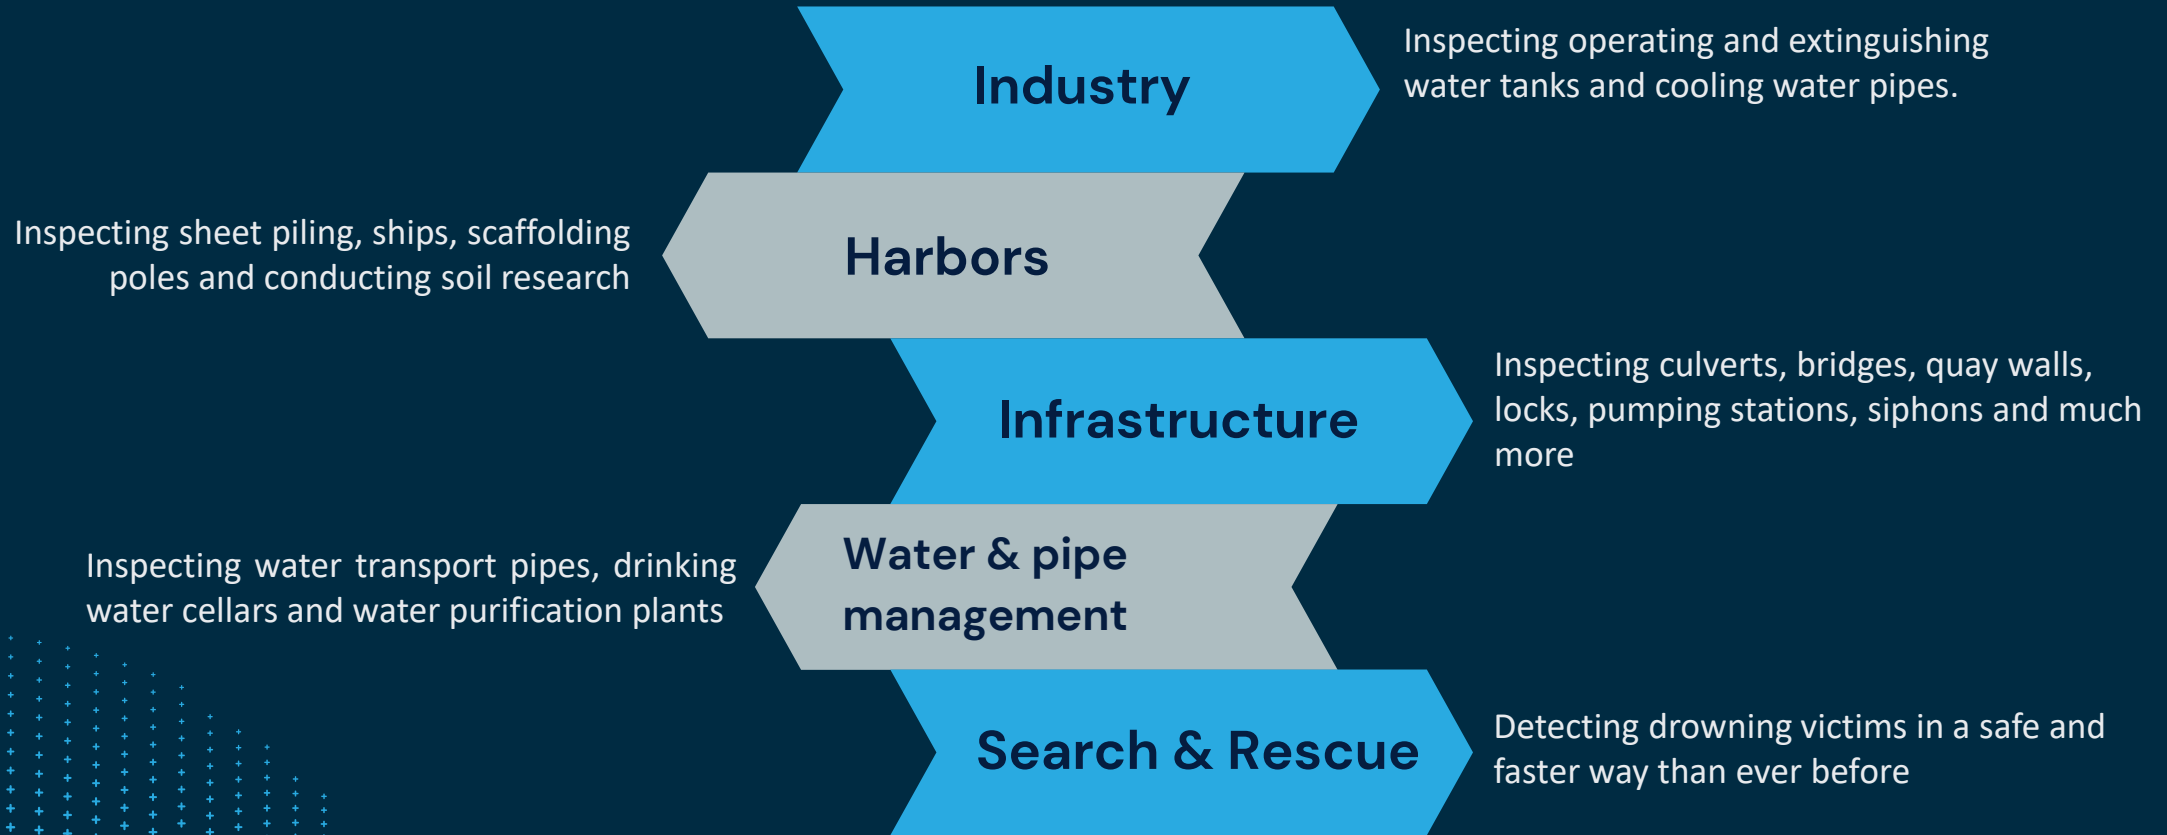 Industry
Inspecting operating and extinguishing
water tanks and cooling water pipes.
Harbors
Inspecting sheet piling, ships, scaffolding
poles and conducting soil research
Infrastructure
Inspecting culverts, bridges, quay walls,
locks, pumping stations, siphons and much
more
Water & pipe
management
Inspecting water transport pipes, drinking
water cellars and water purification plants
Search & Rescue
Detecting drowning victims in a safe and
faster way than ever before